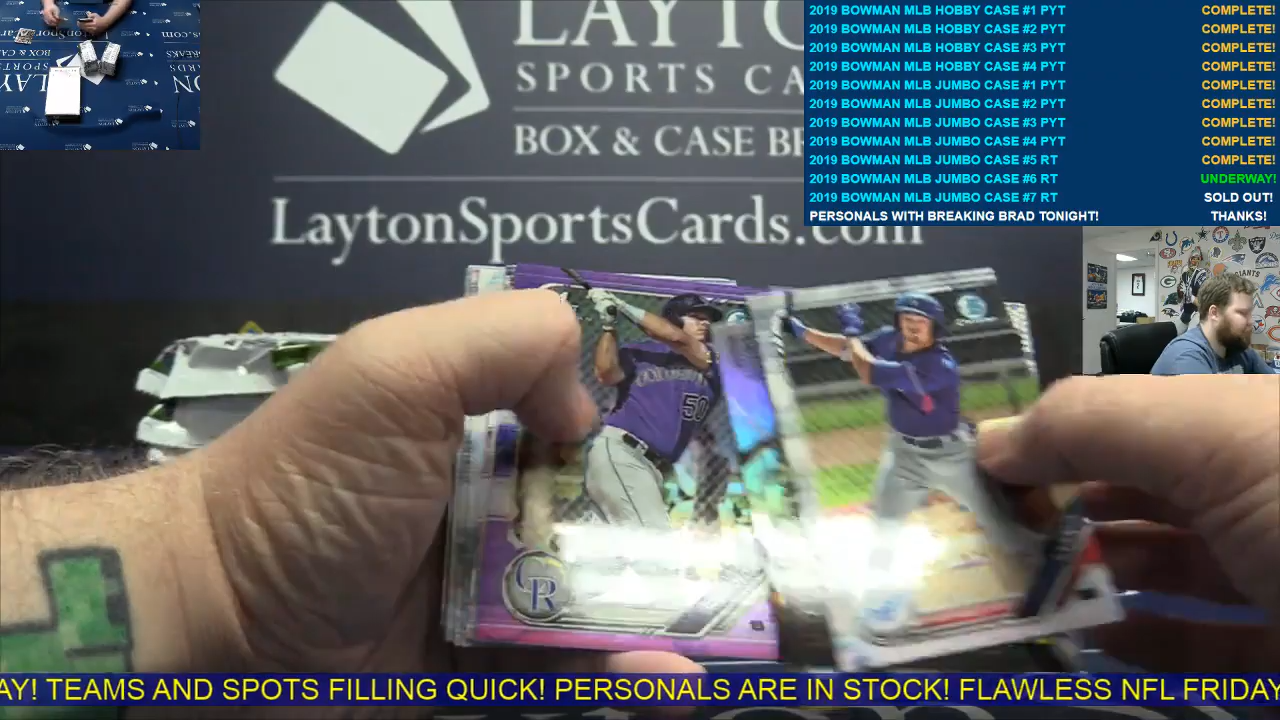 LAYTO
SPORTS CA
BOX & CASE BR
LaytonSportsCards.com
2019 BOWMAN MLB HOBBY CASE #1 PYT COMPLETE!
2019 BOWMAN MLB HOBBY CASE #2 PYT COMPLETE!
2019 BOWMAN MLB HOBBY CASE #3 PYT COMPLETE!
2019 BOWMAN MLB HOBBY CASE #4 PYT COMPLETE!
2019 BOWMAN MLB JUMBO CASE #1 PYT COMPLETE!
2019 BOWMAN MLB JUMBO CASE #2 PYT COMPLETE!
2019 BOWMAN MLB JUMBO CASE #3 PYT COMPLETE!
2019 BOWMAN MLB JUMBO CASE #4 PYT COMPLETE!
2019 BOWMAN MLB JUMBO CASE #5 RT COMPLETE!
2019 BOWMAN MLB JUMBO CASE #6 RT UNDERWAY!
2019 BOWMAN MLB JUMBO CASE #7 RT SOLD OUT!
PERSONALS WITH BREAKING BRAD TONIGHT! THANKS!
50
CR
AY! TEAMS AND SPOTS FILLING QUICK! PERSONALS ARE IN STOCK! FLAWLESS NFL FRIDAY